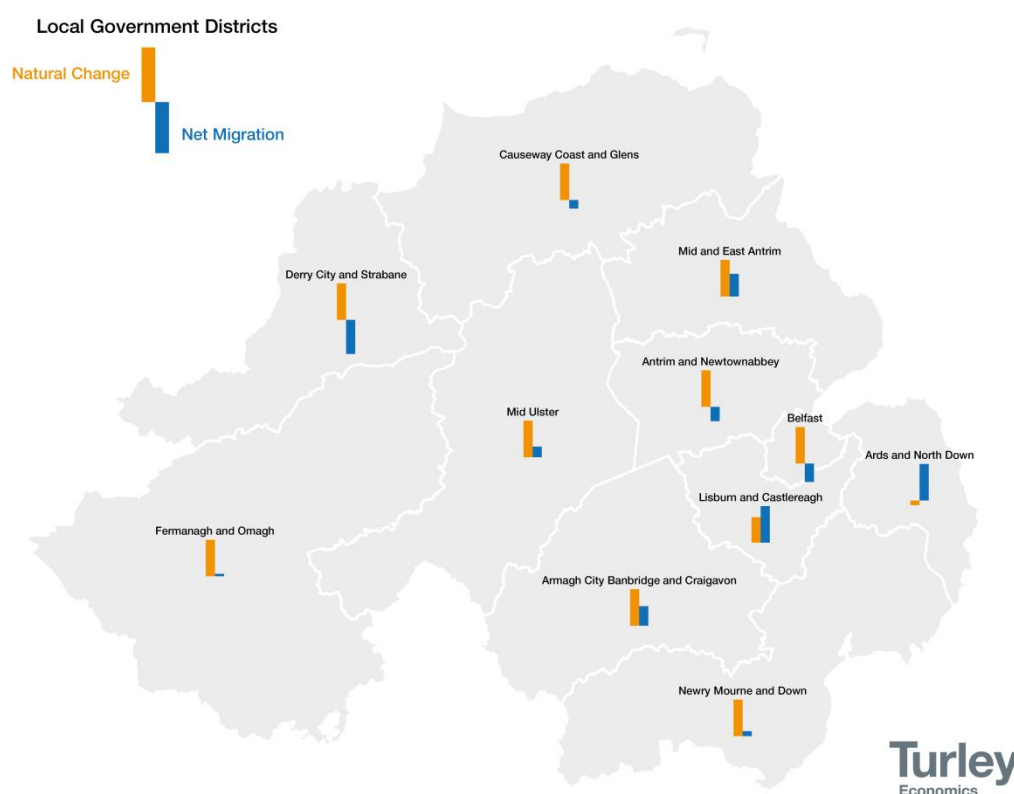 Local Government Districts
Natural Change
Net Migration
Causeway Coast and Glens
Mid and East Antrim
Derry City and Strabane
Antrim and Newtownabbey
Mid Ulster
Belfast
Ards and North Down
Lisburn and Castlereagh
Fermanagh and Omagh
Armagh City Banbridge and Craigavon
Newry Mourne and Down
Turley
Economics